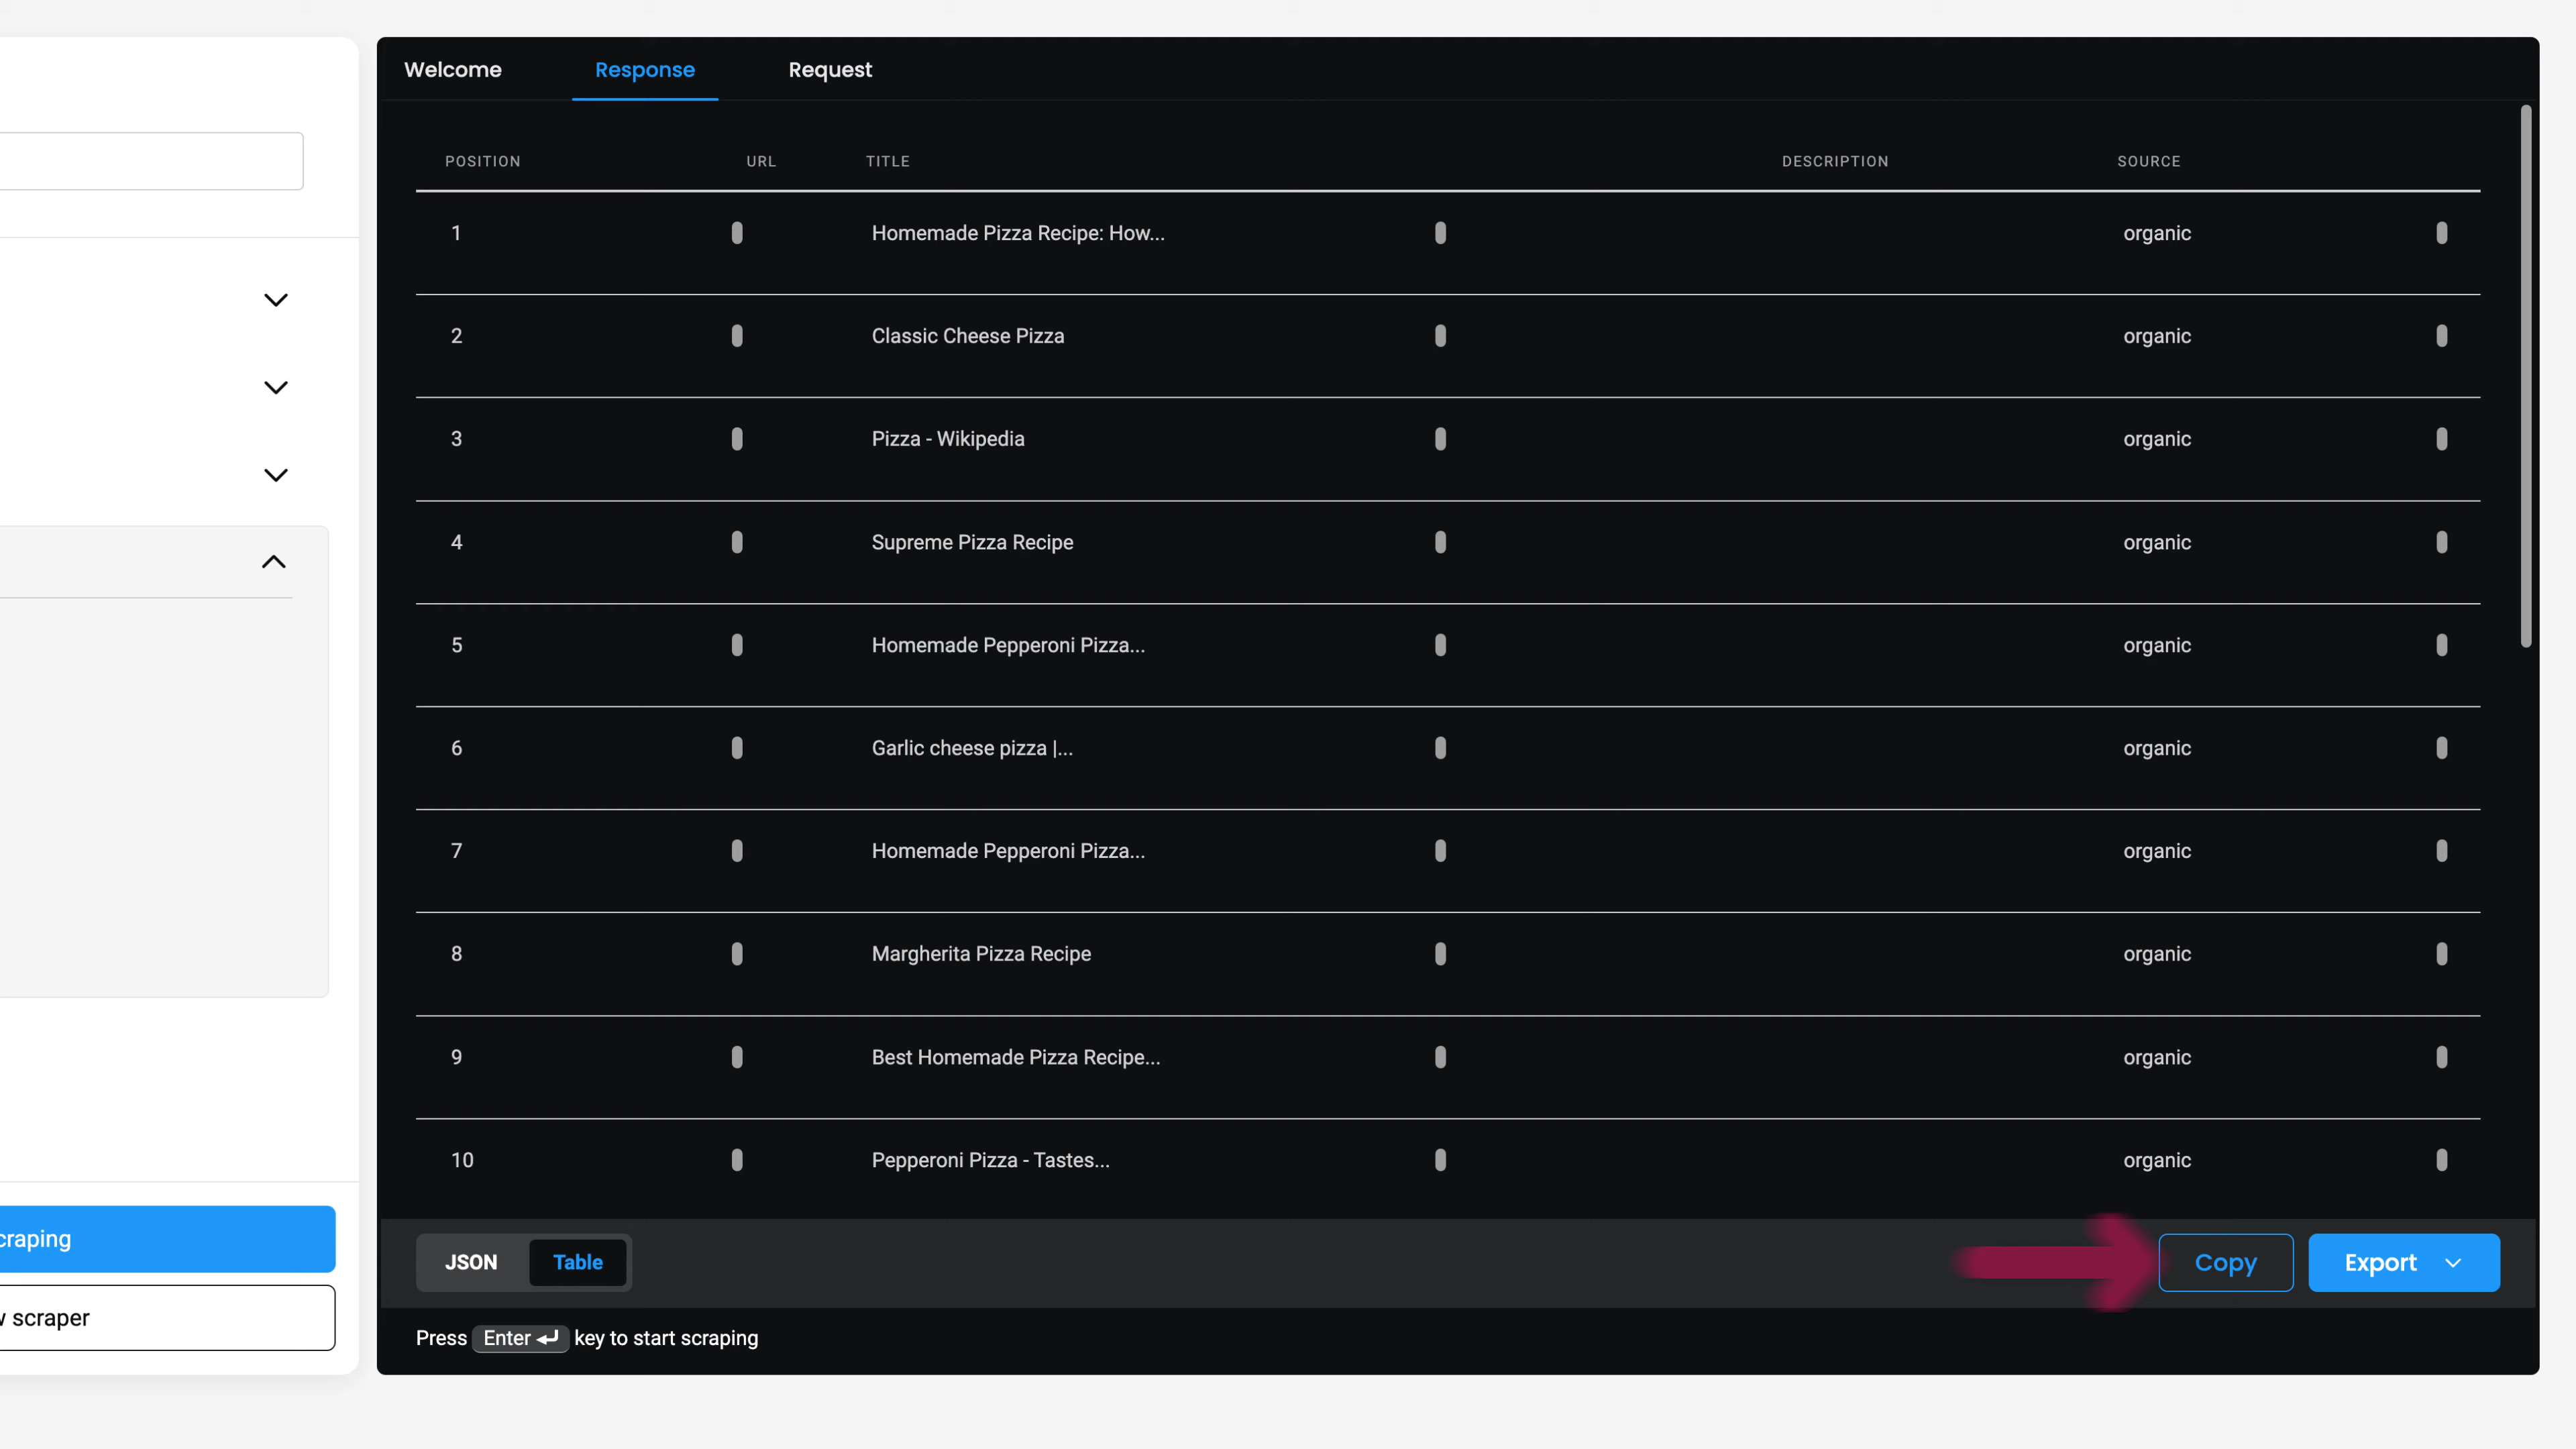 Welcome Response Request
POSITION URL TITLE DESCRIPTION SOURCE
1 Homemade Pizza Recipe: How... organic
2 Classic Cheese Pizza organic
3 Pizza - Wikipedia organic
4 Supreme Pizza Recipe organic
5 Homemade Pepperoni Pizza... organic
6 Garlic cheese pizza |... organic
7 Homemade Pepperoni Pizza... organic
8 Margherita Pizza Recipe organic
9 Best Homemade Pizza Recipe... organic
10 Pepperoni Pizza - Tastes... organic
craping
scraper
JSON Table Copy Export
Press Enter key to start scraping